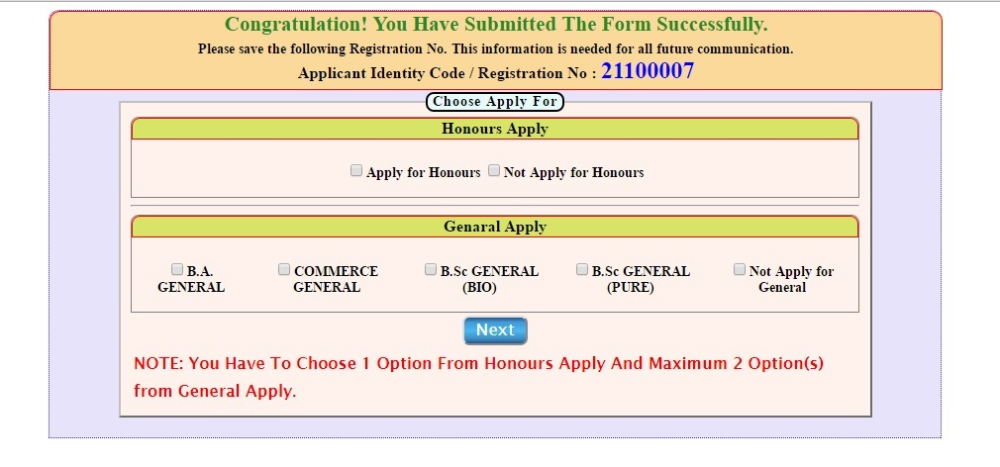 Congratulation! You Have Submitted The Form Successfully.
Please save the following Registration No. This information is needed for all future communication.
Applicant Identity Code / Registration No : 21100007
Choose Apply For
Honours Apply
Apply for Honours Not Apply for Honours
Genaral Apply
B.A. GENERAL
COMMERCE GENERAL
B.Sc GENERAL (BIO)
B.Sc GENERAL (PURE)
Not Apply for General
Next
NOTE: You Have To Choose 1 Option From Honours Apply And Maximum 2 Option(s)
from General Apply.